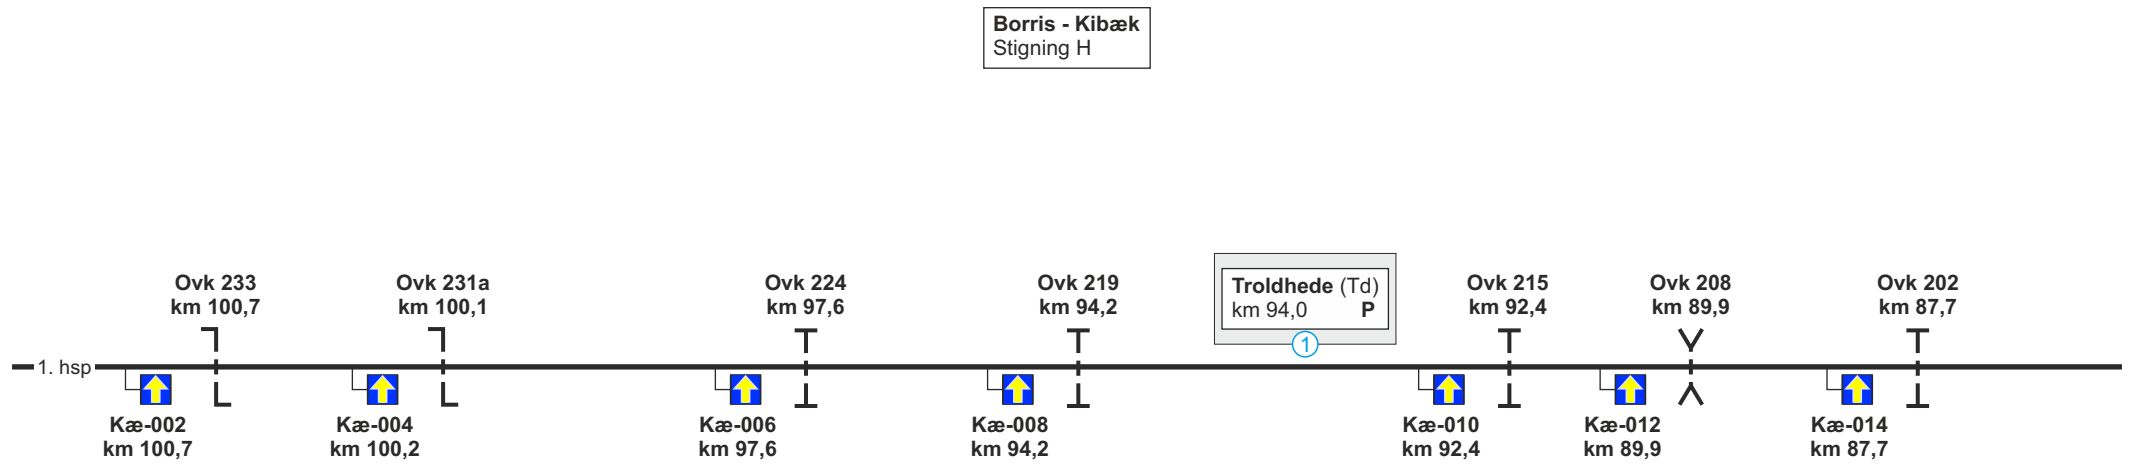 Borris - Kibæk
Stigning H
Ovk 233
km 100,7
Ovk 231a
km 100,1
Ovk 224
km 97,6
Ovk 219
km 94,2
Troldhede (Td)
km 94,0 P
1
Ovk 215
km 92,4
Ovk 208
km 89,9
Ovk 202
km 87,7
1. hsp
Kæ-002
km 100,7
Kæ-004
km 100,2
Kæ-006
km 97,6
Kæ-008
km 94,2
Kæ-010
km 92,4
Kæ-012
km 89,9
Kæ-014
km 87,7